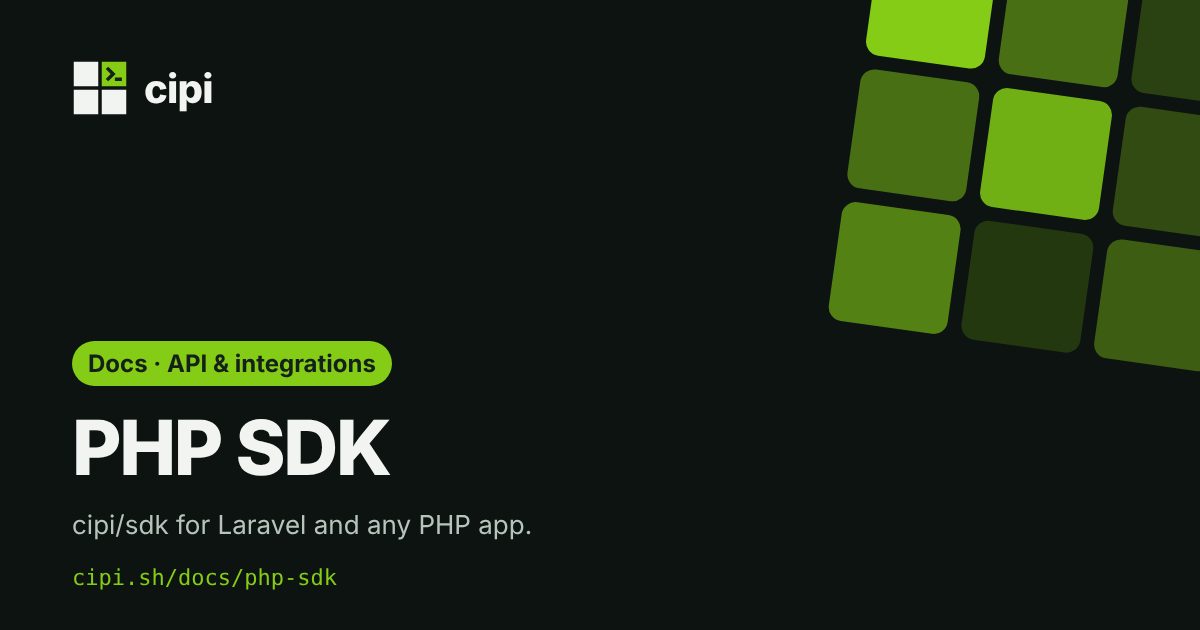 cipi
Docs · API & integrations
PHP SDK
cipi/sdk for Laravel and any PHP app.
cipi.sh/docs/php-sdk